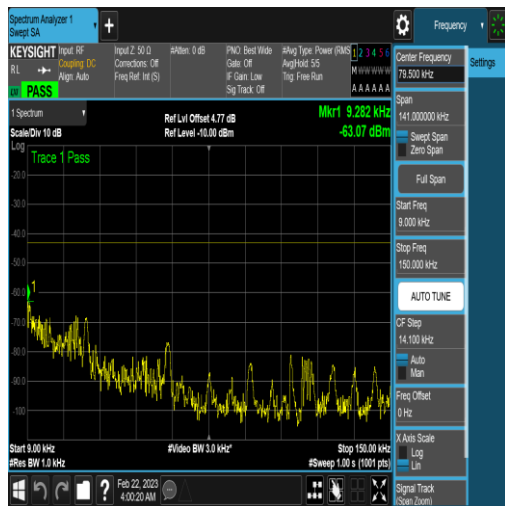 Spectrum Analyzer 1
Swept SA
+
Frequency
KEYSIGHT
RL
Input: RF
Coupling: DC
Align: Auto
Input Z: 50 Ω
Corrections: Off
Freq Ref: Int (S)
#Atten: 0 dB
PNO: Best Wide
Gate: Off
IF Gain: Low
Sig Track: Off
#Avg Type: Power (RMS
Avg|Hold: 5/5
Trig: Free Run
1 2 3 4 5 6
M W W W W W
A A A A A A
PASS
1 Spectrum
Scale/Div 10 dB
Log
Ref Lvl Offset 4.77 dB
Ref Level -10.00 dBm
Mkr1 9.282 kHz
-63.07 dBm
Trace 1 Pass
-20.0
-30.0
-40.0
-50.0
-60.0
-70.0
-80.0
-90.0
-100
1
Start 9.00 kHz
#Res BW 1.0 kHz
#Video BW 3.0 kHz*
Stop 150.00 kHz
#Sweep 1.00 s (1001 pts)
?
Feb 22, 2023
4:00:20 AM
Center Frequency
79.500 kHz
Settings
Span
141.000000 kHz
Swept Span
Zero Span
Full Span
Start Freq
9.000 kHz
Stop Freq
150.000 kHz
AUTO TUNE
CF Step
14.100 kHz
Auto
Man
Freq Offset
0 Hz
X Axis Scale
Log
Lin
Signal Track
(Span Zoom)